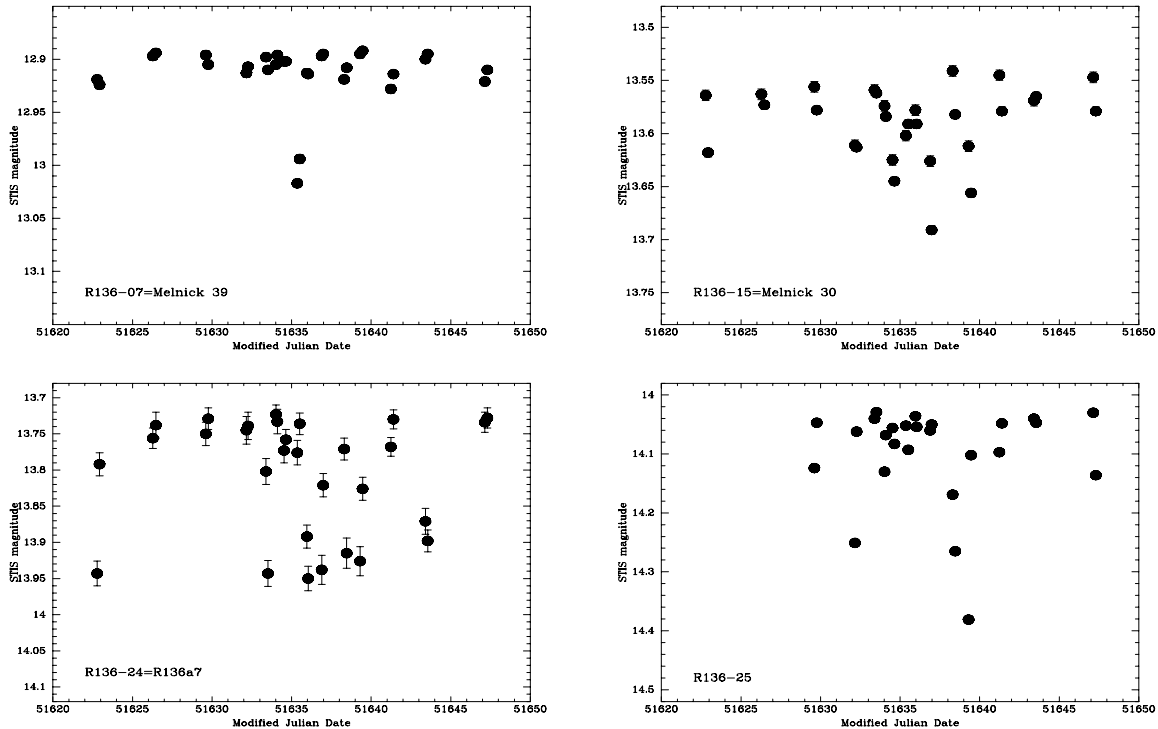 12.9
12.95
13
13.05
13.1
STIS magnitude
R136-07=Melnick 39
51620 51625 51630 51635 51640 51645 51650
Modified Julian Date
13.5
13.55
13.6
13.65
13.7
13.75
STIS magnitude
R136-15=Melnick 30
51620 51625 51630 51635 51640 51645 51650
Modified Julian Date
13.7
13.75
13.8
13.85
13.9
13.95
14
14.05
14.1
STIS magnitude
R136-24=R136a7
51620 51625 51630 51635 51640 51645 51650
Modified Julian Date
14
14.1
14.2
14.3
14.4
14.5
STIS magnitude
R136-25
51620 51625 51630 51635 51640 51645 51650
Modified Julian Date